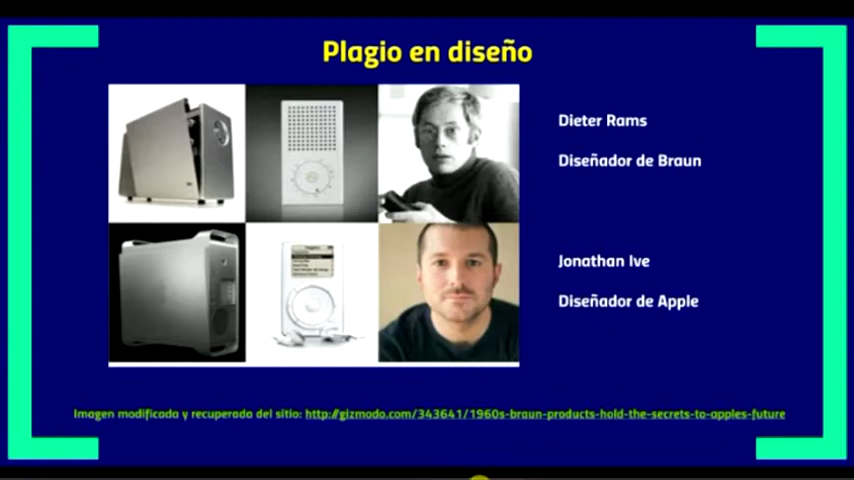 Plagio en diseño
Dieter Rams
Diseñador de Braun
Jonathan Ive
Diseñador de Apple
Imagen modificada y recuperada del sitio: http://gizmodo.com/343641/1960s-braun-products-hold-the-secrets-to-apples-future